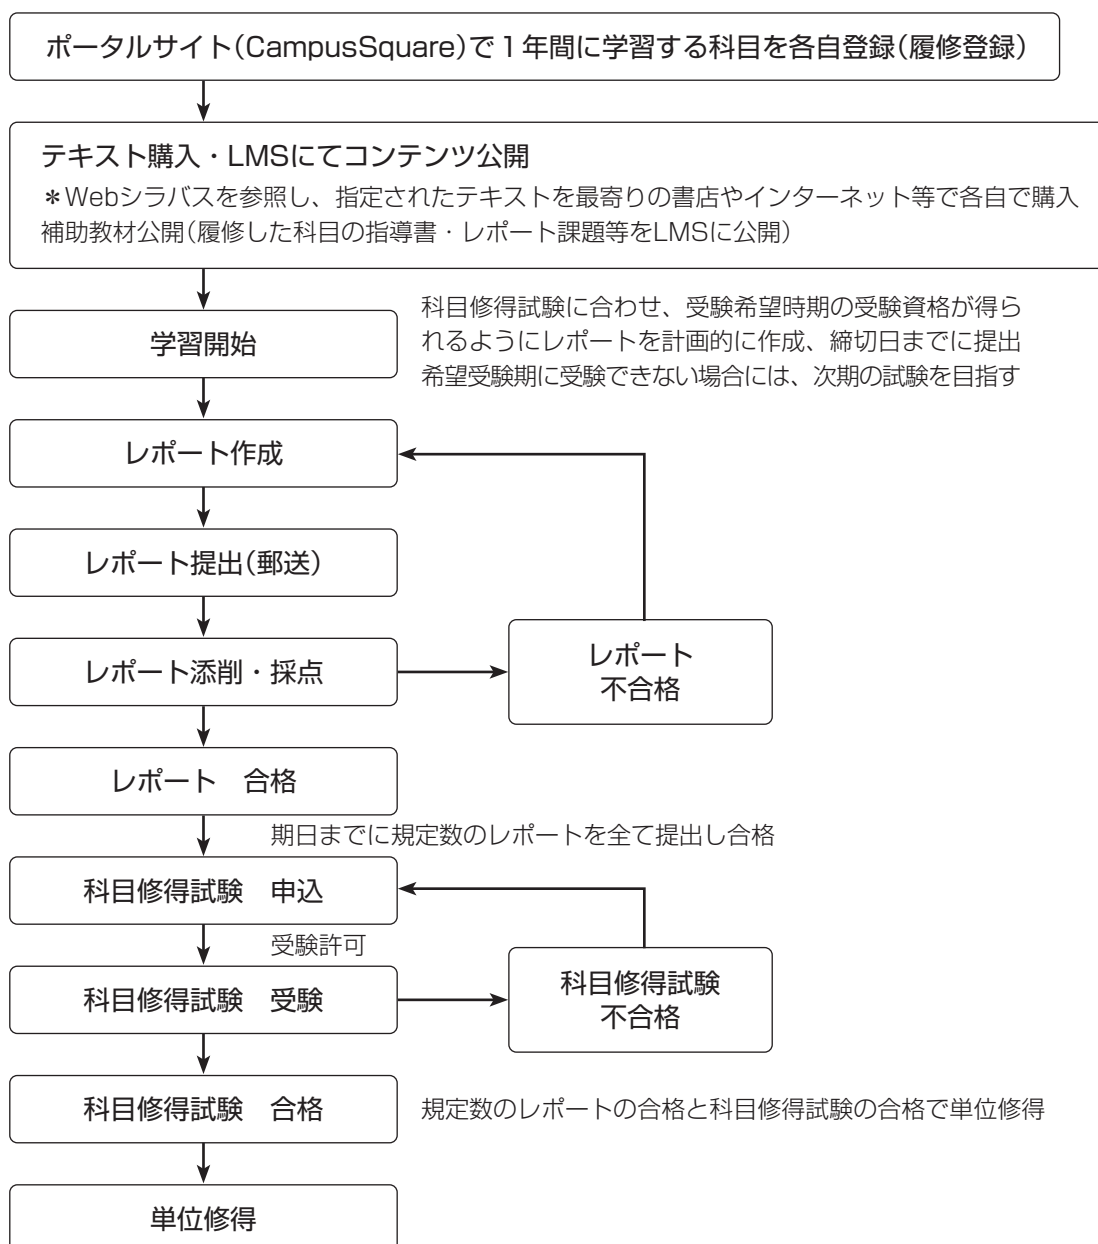 ポータルサイト(CampusSquare)で1年間に学習する科目を各自登録(履修登録)
テキスト購入・LMSにてコンテンツ公開
＊Webシラバスを参照し、指定されたテキストを最寄りの書店やインターネット等で各自で購入
補助教材公開(履修した科目の指導書・レポート課題等をLMSに公開)
学習開始
科目修得試験に合わせ、受験希望時期の受験資格が得ら
れるようにレポートを計画的に作成、締切日までに提出
希望受験期に受験できない場合には、次期の試験を目指す
レポート作成
レポート提出(郵送)
レポート添削・採点
レポート
不合格
レポート　合格
期日までに規定数のレポートを全て提出し合格
科目修得試験　申込
受験許可
科目修得試験　受験
科目修得試験
不合格
科目修得試験　合格
規定数のレポートの合格と科目修得試験の合格で単位修得
単位修得